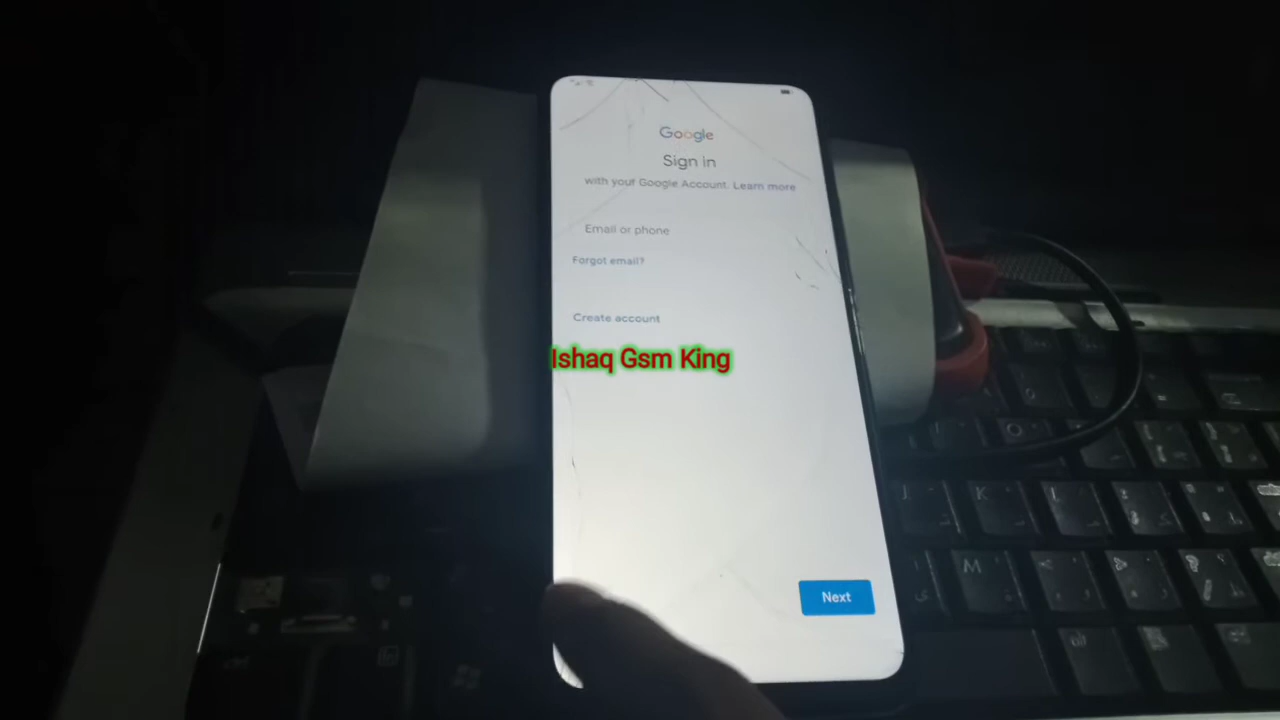 Google
Sign in
with your Google Account. Learn more
Email or phone
Forgot email?
Create account
Ishaq Gsm King
Next
J
K
L
M